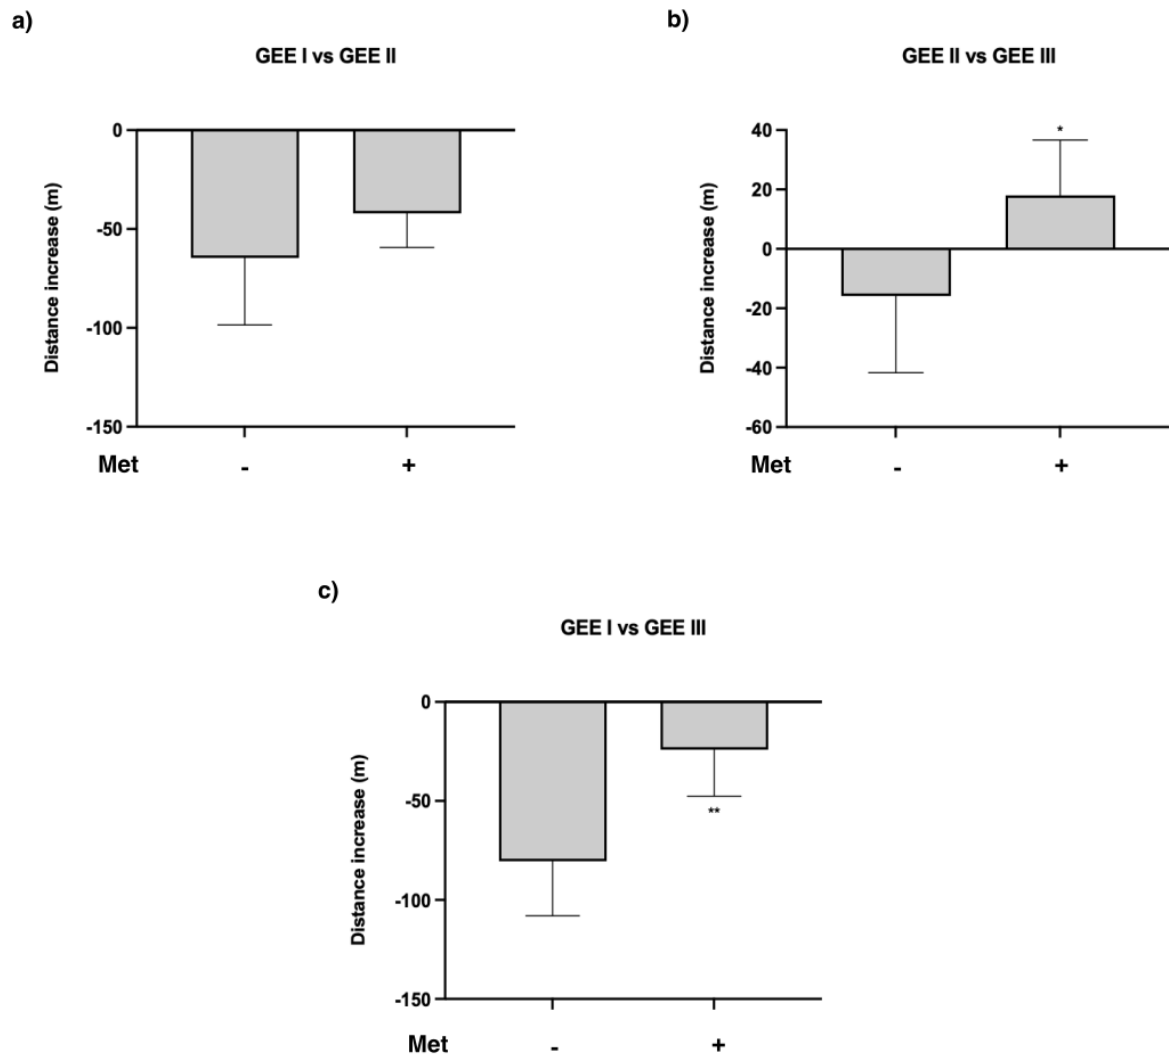 a)
GEE I vs GEE II
Distance increase (m)
0
-50
-100
-150
Met - +
b)
GEE II vs GEE III
Distance increase (m)
40
20
0
-20
-40
-60
*
Met - +
c)
GEE I vs GEE III
Distance increase (m)
0
-50
-100
-150
**
Met - +